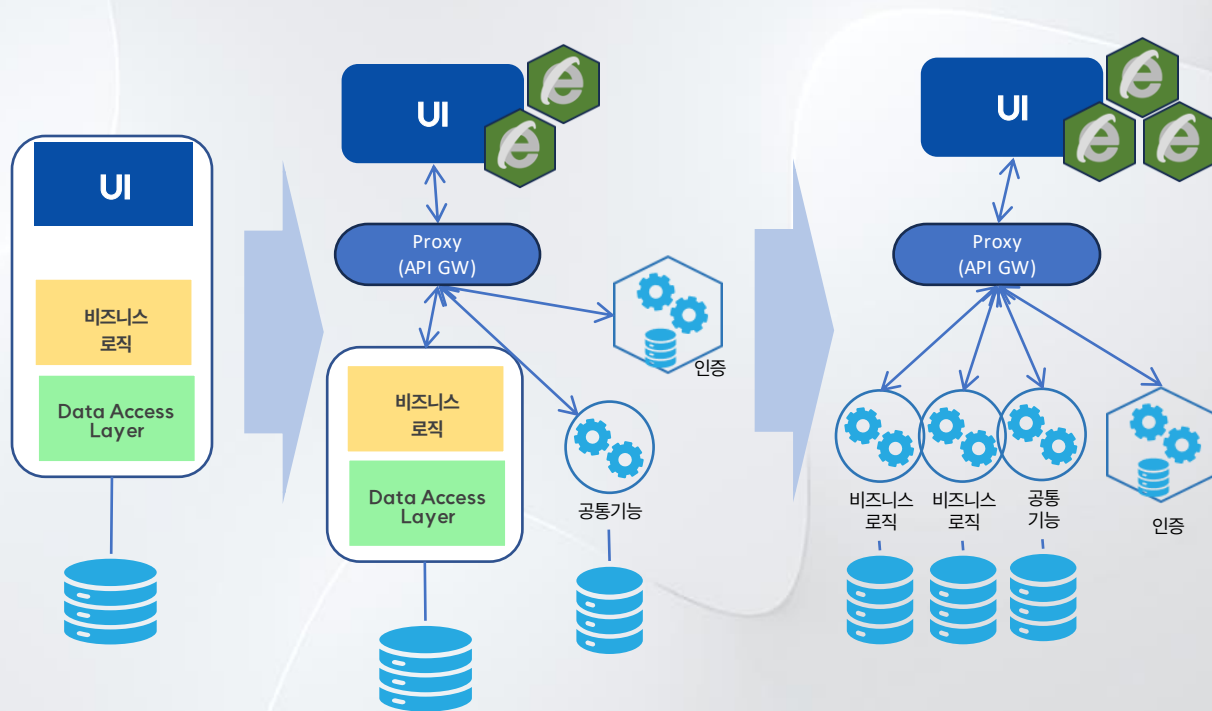 UI
비즈니스
로직
Data Access
Layer
UI
Proxy
(API GW)
인증
비즈니스
로직
Data Access
Layer
공통기능
UI
Proxy
(API GW)
비즈니스
로직
비즈니스
로직
공통
기능
인증